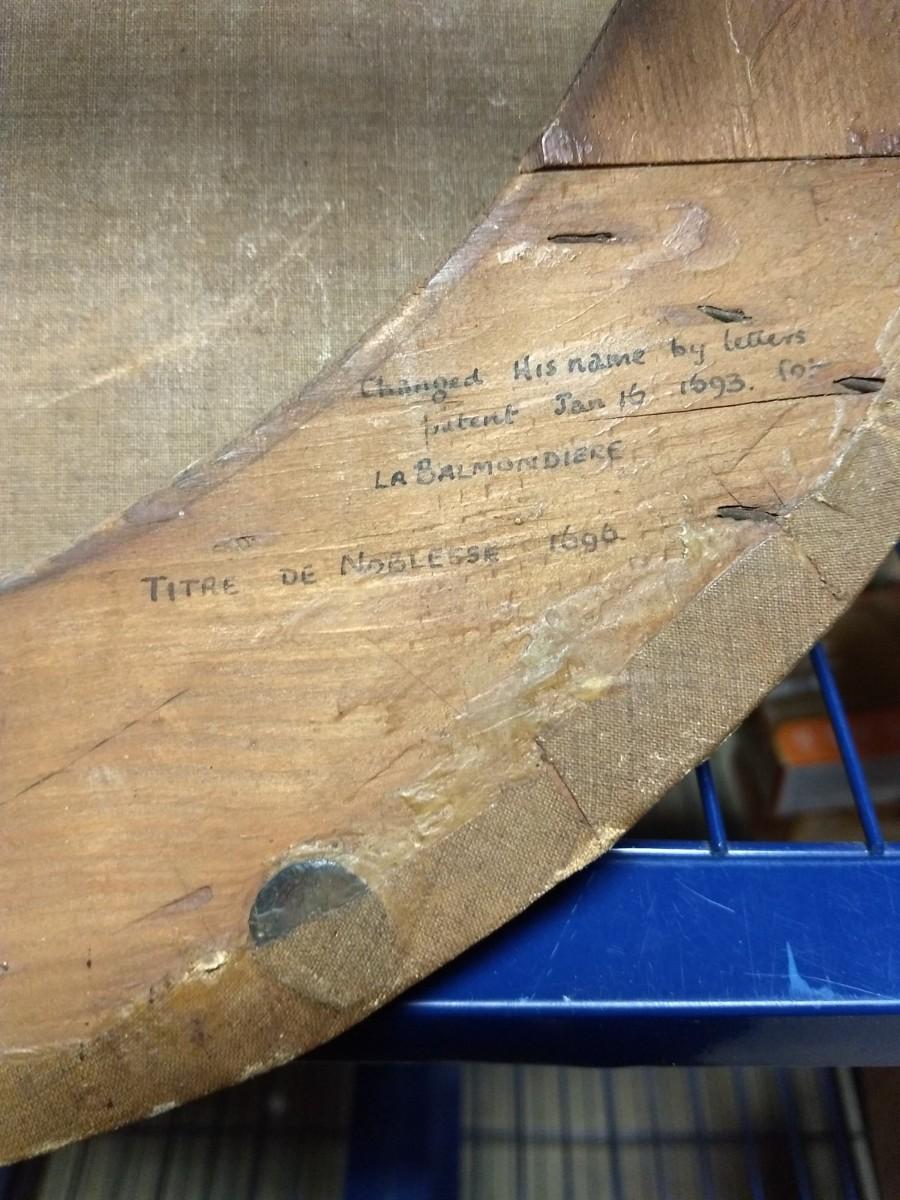 Changed His name by letters
patent Jan 16 1693. for
LA BALMONDIERE
TITRE DE NOBLESSE 1696.